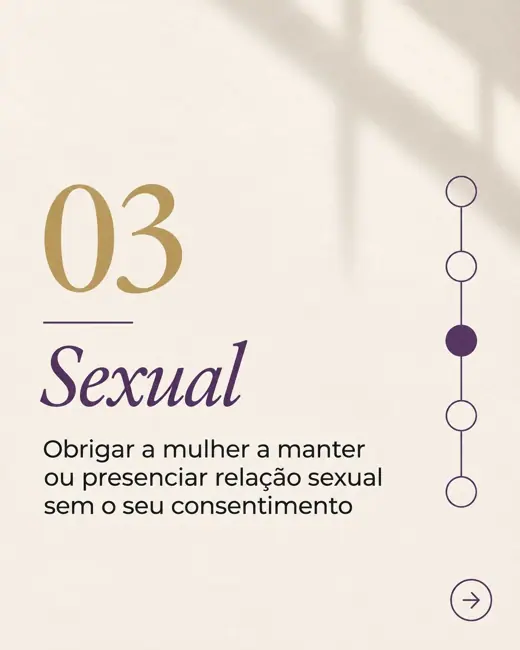 03
Sexual
Obrigar a mulher a manter
ou presenciar relação sexual
sem o seu consentimento